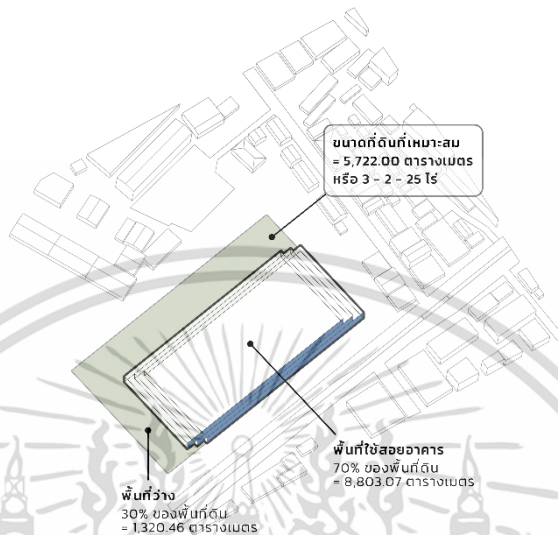 ขนาดที่ดินที่เหมาะสม
= 5,722.00 ตารางเมตร
หรือ 3 - 2 - 25 ไร่
พื้นที่ใช้สอยอาคาร
70% ของพื้นที่ดิน
= 8,803.07 ตารางเมตร
พื้นที่ว่าง
30% ของพื้นที่ดิน
= 1,320.46 ตารางเมตร